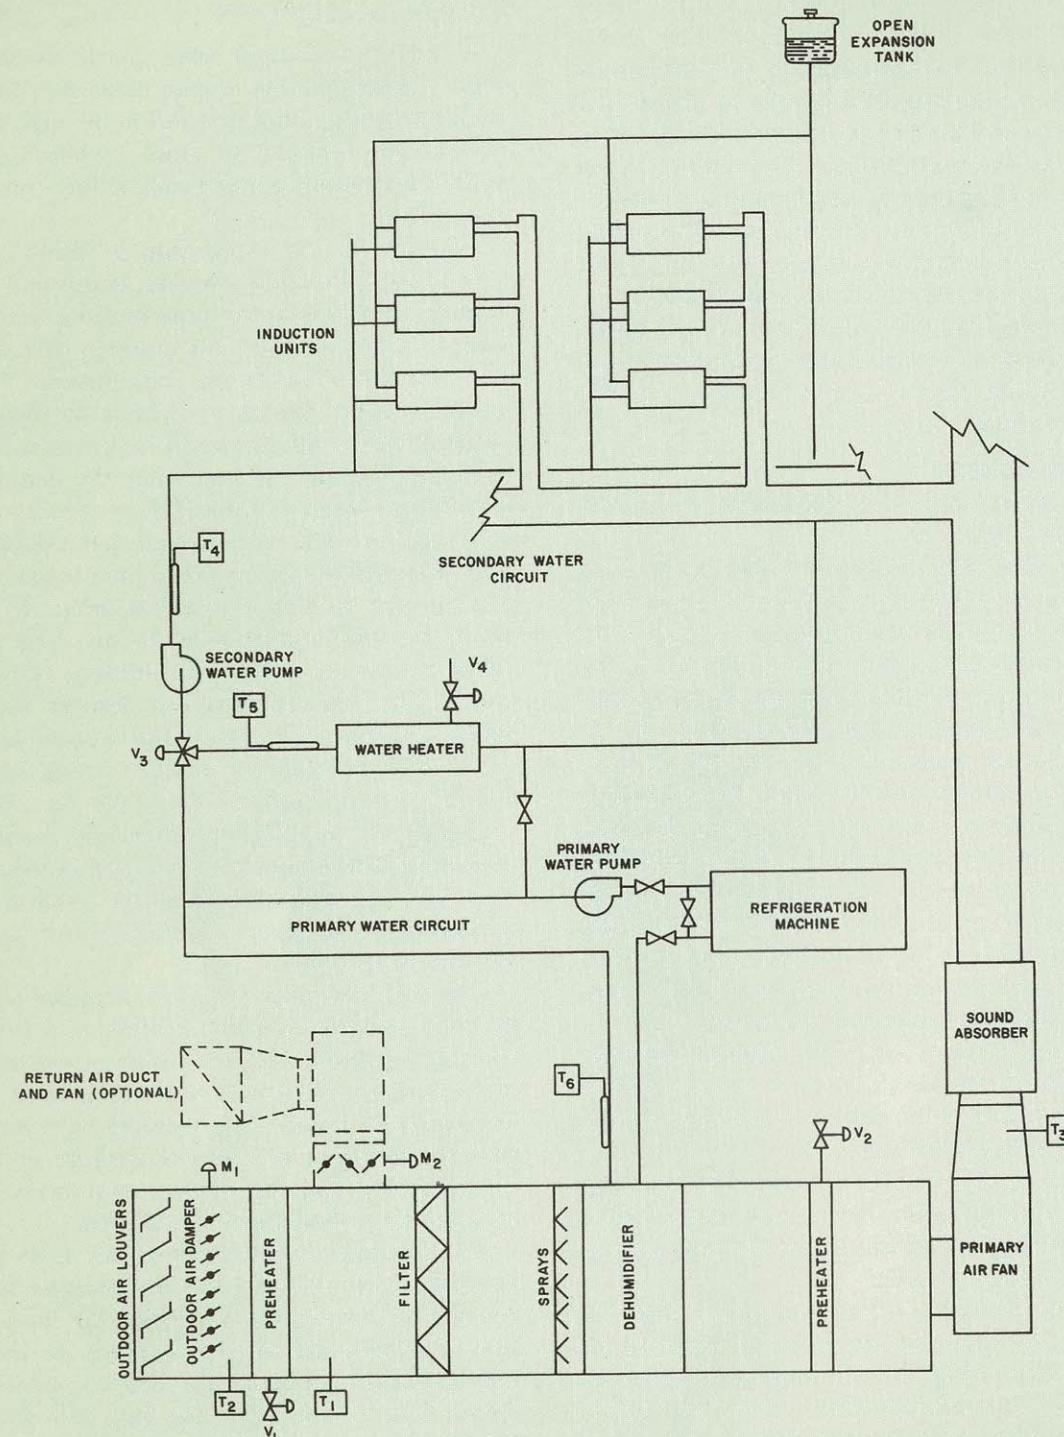 OPEN
EXPANSION
TANK
INDUCTION
UNITS
T4
SECONDARY WATER
CIRCUIT
SECONDARY
WATER PUMP
V4
T5
V3
WATER HEATER
PRIMARY
WATER PUMP
REFRIGERATION
MACHINE
PRIMARY WATER CIRCUIT
SOUND
ABSORBER
RETURN AIR DUCT
AND FAN (OPTIONAL)
T6
T3
V2
M1
M2
OUTDOOR AIR LOUVERS
OUTDOOR AIR DAMPER
PREHEATER
FILTER
SPRAYS
DEHUMIDIFIER
PREHEATER
PRIMARY
AIR FAN
T2
V1
T1